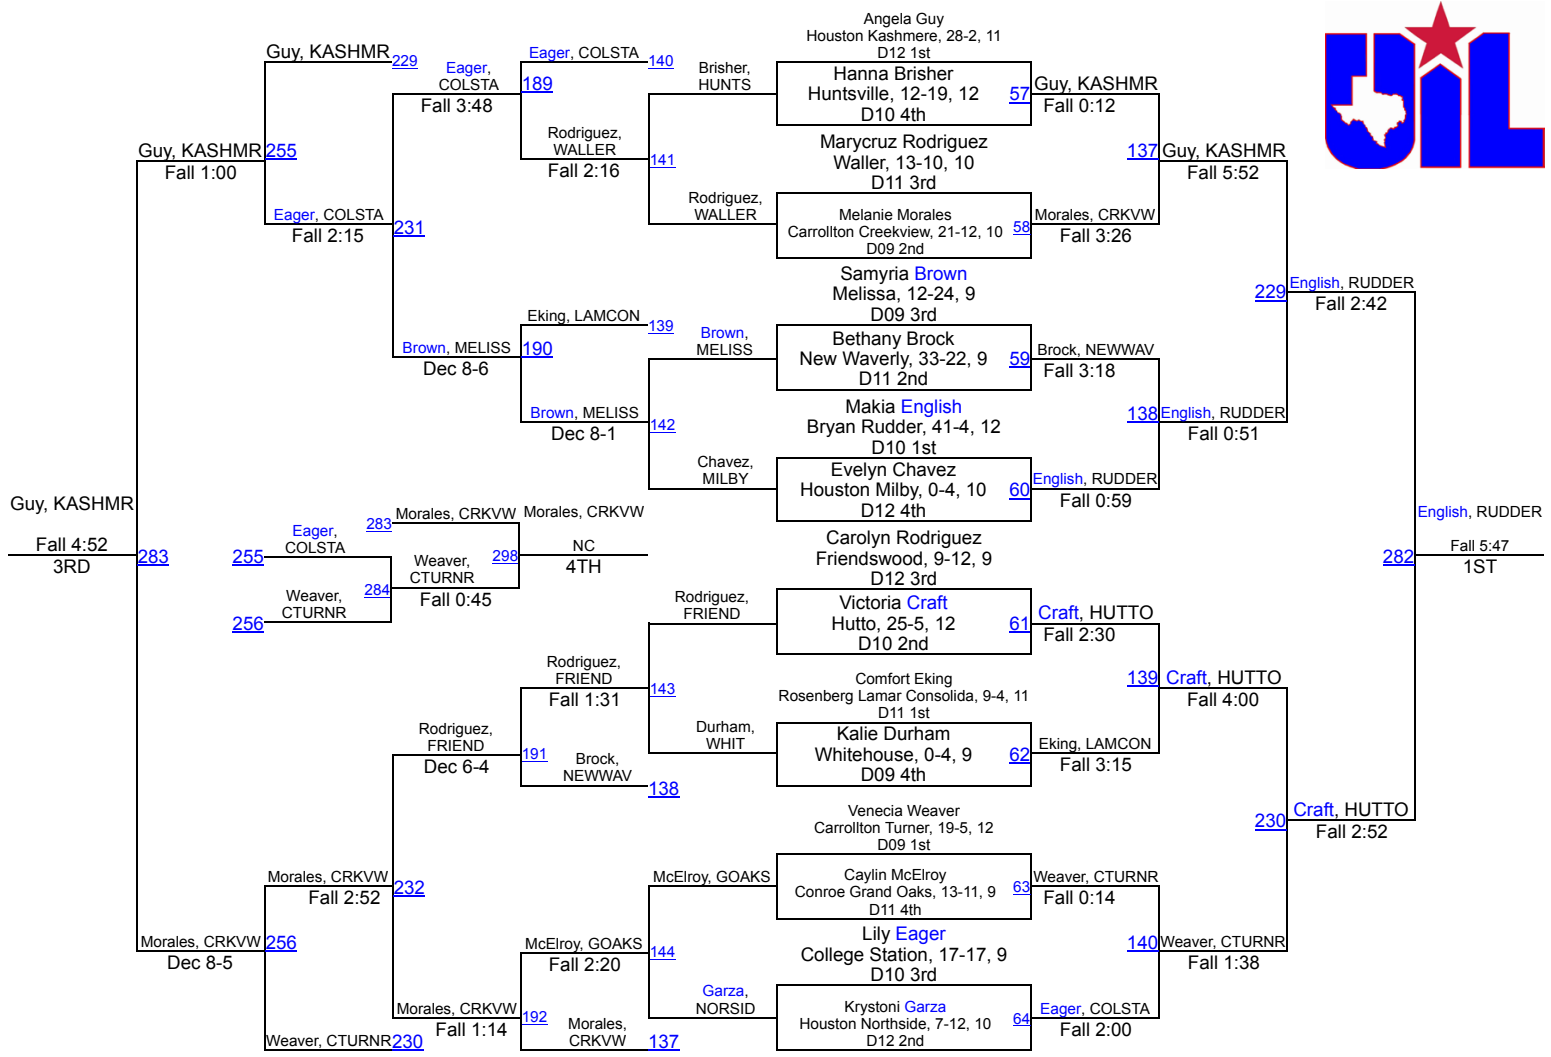 Angela Guy
Houston Kashmere, 28-2, 11
D12 1st
Hanna Brisher
Huntsville, 12-19, 12
D10 4th
57
Marycruz Rodriguez
Waller, 13-10, 10
D11 3rd
Melanie Morales
Carrollton Creekview, 21-12, 10
D09 2nd
58
Samyria Brown
Melissa, 12-24, 9
D09 3rd
Bethany Brock
New Waverly, 33-22, 9
D11 2nd
59
Makia English
Bryan Rudder, 41-4, 12
D10 1st
Evelyn Chavez
Houston Milby, 0-4, 10
D12 4th
60
Carolyn Rodriguez
Friendswood, 9-12, 9
D12 3rd
Victoria Craft
Hutto, 25-5, 12
D10 2nd
61
Comfort Eking
Rosenberg Lamar Consolida, 9-4, 11
D11 1st
Kalie Durham
Whitehouse, 0-4, 9
D09 4th
62
Venecia Weaver
Carrollton Turner, 19-5, 12
D09 1st
Caylin McElroy
Conroe Grand Oaks, 13-11, 9
D11 4th
63
Lily Eager
College Station, 17-17, 9
D10 3rd
Krystoni Garza
Houston Northside, 7-12, 10
D12 2nd
64
Guy, KASHMR
Fall 0:12
Morales, CRKVW
Fall 3:26
Brock, NEWWAV
Fall 3:18
English, RUDDER
Fall 0:59
Craft, HUTTO
Fall 2:30
Eking, LAMCON
Fall 3:15
Weaver, CTURNR
Fall 0:14
Eager, COLSTA
Fall 2:00
137
Guy, KASHMR
Fall 5:52
138
English, RUDDER
Fall 0:51
139
Craft, HUTTO
Fall 4:00
140
Weaver, CTURNR
Fall 1:38
229
English, RUDDER
Fall 2:42
230
Craft, HUTTO
Fall 2:52
282
English, RUDDER
Fall 5:47
1ST
UIL
Brisher,
HUNTS
Rodriguez,
WALLER
Brown,
MELISS
Chavez,
MILBY
Rodriguez,
FRIEND
Durham,
WHIT
McElroy, GOAKS
Garza,
NORSID
Eager, COLSTA
140
Rodriguez,
WALLER
Fall 2:16
141
Eking, LAMCON
139
Brown, MELISS
Dec 8-1
142
Rodriguez,
FRIEND
Fall 1:31
143
Brock,
NEWWAV
138
McElroy, GOAKS
Fall 2:20
144
Morales,
CRKVW
137
Eager,
COLSTA
Fall 3:48
189
Brown, MELISS
Dec 8-6
190
Rodriguez,
FRIEND
Dec 6-4
191
Morales, CRKVW
Fall 1:14
192
Guy, KASHMR
229
Eager, COLSTA
Fall 2:15
231
Morales, CRKVW
Fall 2:52
232
Weaver, CTURNR
230
Guy, KASHMR
Fall 1:00
255
Morales, CRKVW
Dec 8-5
256
Guy, KASHMR
Fall 4:52
3RD
283
Eager,
COLSTA
255
Weaver,
CTURNR
256
283
Morales, CRKVW
284
Weaver,
CTURNR
Fall 0:45
298
Morales, CRKVW
NC
4TH